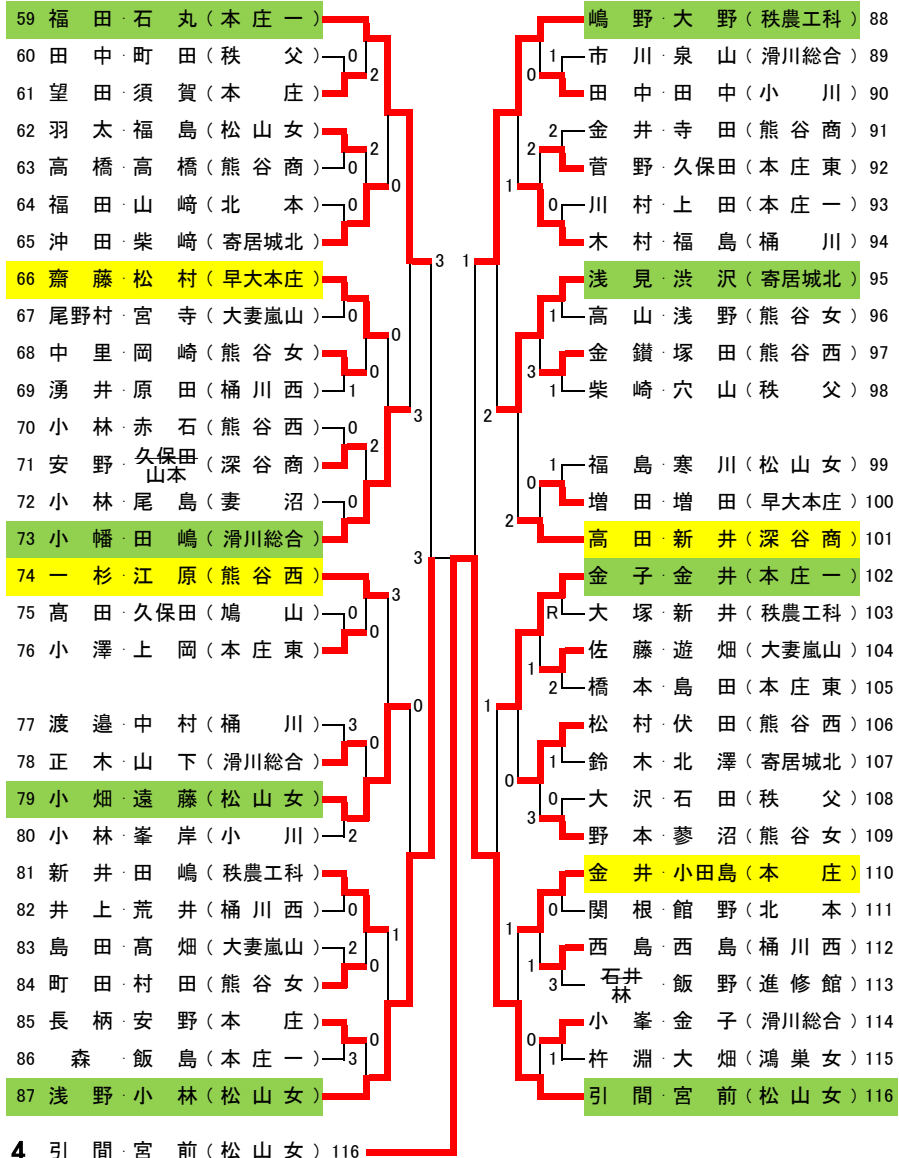 59 福田・石丸(本庄一)
60 田中・町田(秩父)
0
2
61 望田・須賀(本庄)
62 羽太・福島(松山女)
2
63 高橋・高橋(熊谷商)
0
0
64 福田・山﨑(北本)
0
65 沖田・柴﨑(寄居城北)
3
66 齋藤・松村(早大本庄)
67 尾野村・宮寺(大妻嵐山)
0
0
68 中里・岡崎(熊谷女)
0
69 湧井・原田(桶川西)
1
3
70 小林・赤石(熊谷西)
0
2
71 安野・久保田 山本(深谷商)
72 小林・尾島(妻沼)
0
73 小幡・田嶋(滑川総合)
3
74 一杉・江原(熊谷西)
3
75 髙田・久保田(鳩山)
0
0
76 小澤・上岡(本庄東)
0
77 渡邉・中村(桶川)
3
0
78 正木・山下(滑川総合)
79 小畑・遠藤(松山女)
80 小林・峯岸(小川)
2
81 新井・田嶋(秩農工科)
82 井上・荒井(桶川西)
0
1
83 島田・髙畑(大妻嵐山)
2
0
84 町田・村田(熊谷女)
85 長柄・安野(本庄)
0
86 森・飯島(本庄一)
3
87 浅野・小林(松山女)
4 引間・宮前(松山女)116
嶋野・大野(秩農工科)88
1
市川・泉山(滑川総合)89
0
田中・田中(小川)90
2
金井・寺田(熊谷商)91
2
菅野・久保田(本庄東)92
1
0
川村・上田(本庄一)93
木村・福島(桶川)94
1
浅見・渋沢(寄居城北)95
1
高山・浅野(熊谷女)96
金鑚・塚田(熊谷西)97
3
1
柴崎・穴山(秩父)98
2
1
福島・寒川(松山女)99
0
増田・増田(早大本庄)100
2
高田・新井(深谷商)101
金子・金井(本庄一)102
R
大塚・新井(秩農工科)103
佐藤・遊畑(大妻嵐山)104
1
2
橋本・島田(本庄東)105
1
松村・伏田(熊谷西)106
1
鈴木・北澤(寄居城北)107
0
0
大沢・石田(秩父)108
3
野本・蓼沼(熊谷女)109
金井・小田島(本庄)110
0
関根・館野(北本)111
1
西島・西島(桶川西)112
1
3
石井 林・飯野(進修館)113
小峯・金子(滑川総合)114
0
1
杵淵・大畑(鴻巣女)115
引間・宮前(松山女)116